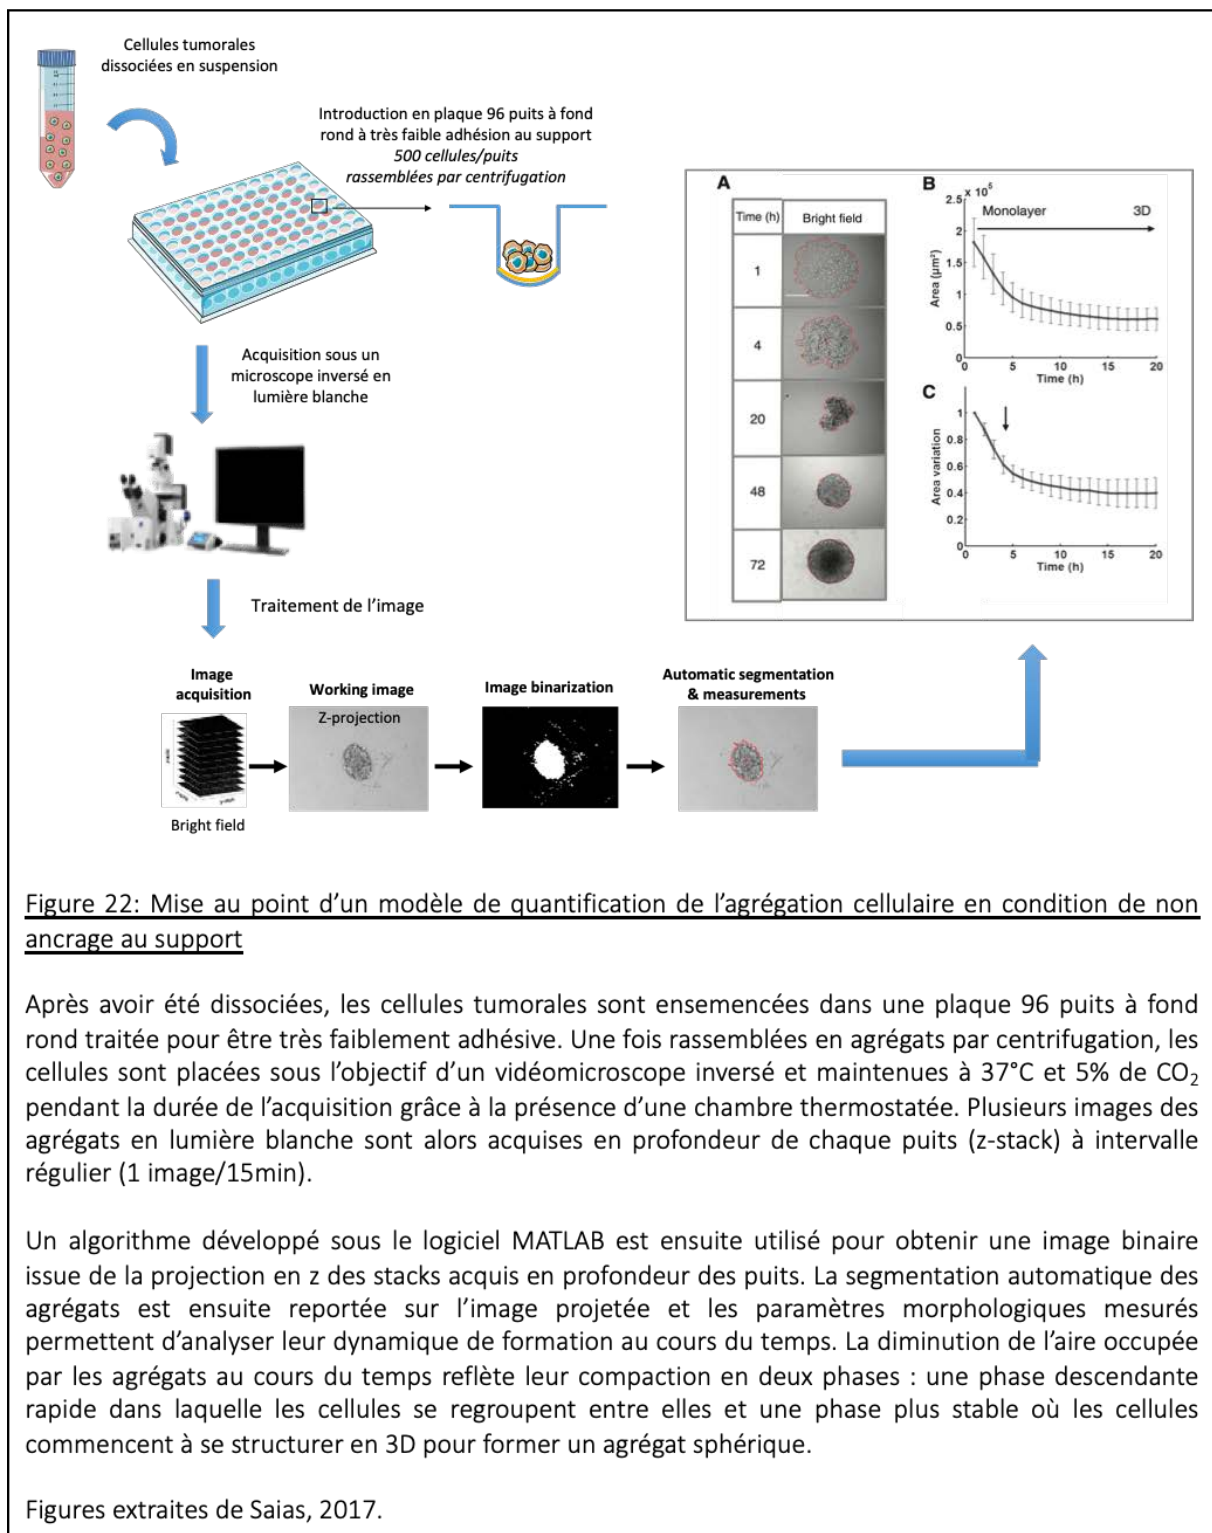 Cellules tumorales
dissociées en suspension
Introduction en plaque 96 puits à fond
rond à très faible adhésion au support
500 cellules/puits
rassemblées par centrifugation
Acquisition sous un
microscope inversé en
lumière blanche
Traitement de l'image
Image
acquisition
Bright field
Working image
Z-projection
Image binarization
Automatic segmentation
& measurements
A
Time (h)
Bright field
1
4
20
48
72
B
x 10⁵
2.5
2
1.5
1
0.5
0
Monolayer
3D
Area (µm²)
0
5
10
15
20
Time (h)
C
1
0.8
0.6
0.4
0.2
0
Area variation
0
5
10
15
20
Time (h)
Figure 22: Mise au point d'un modèle de quantification de l'agrégation cellulaire en condition de non
ancrage au support
Après avoir été dissociées, les cellules tumorales sont ensemencées dans une plaque 96 puits à fond
rond traitée pour être très faiblement adhésive. Une fois rassemblées en agrégats par centrifugation, les
cellules sont placées sous l'objectif d'un vidéomicroscope inversé et maintenues à 37°C et 5% de CO₂
pendant la durée de l'acquisition grâce à la présence d'une chambre thermostatée. Plusieurs images des
agrégats en lumière blanche sont alors acquises en profondeur de chaque puits (z-stack) à intervalle
régulier (1 image/15min).
Un algorithme développé sous le logiciel MATLAB est ensuite utilisé pour obtenir une image binaire
issue de la projection en z des stacks acquis en profondeur des puits. La segmentation automatique des
agrégats est ensuite reportée sur l'image projetée et les paramètres morphologiques mesurés
permettent d'analyser leur dynamique de formation au cours du temps. La diminution de l'aire occupée
par les agrégats au cours du temps reflète leur compaction en deux phases : une phase descendante
rapide dans laquelle les cellules se regroupent entre elles et une phase plus stable où les cellules
commencent à se structurer en 3D pour former un agrégat sphérique.
Figures extraites de Saias, 2017.